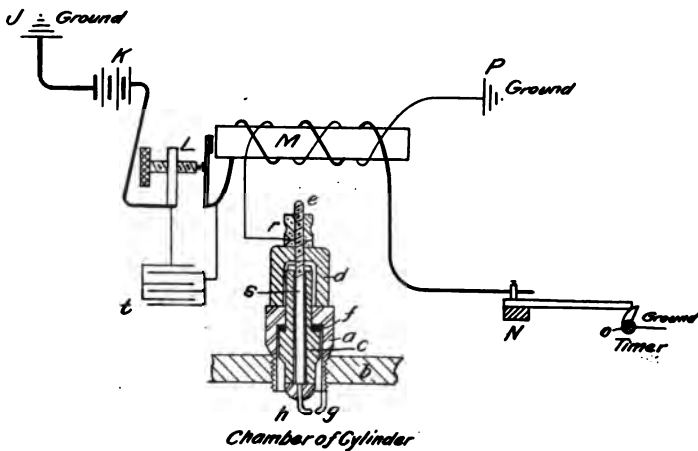 J Ground
K
P
Ground
L
M
e
r
d
s
t
f
a
c
b
N
O
Ground
Timer
h
g
Chamber of Cylinder